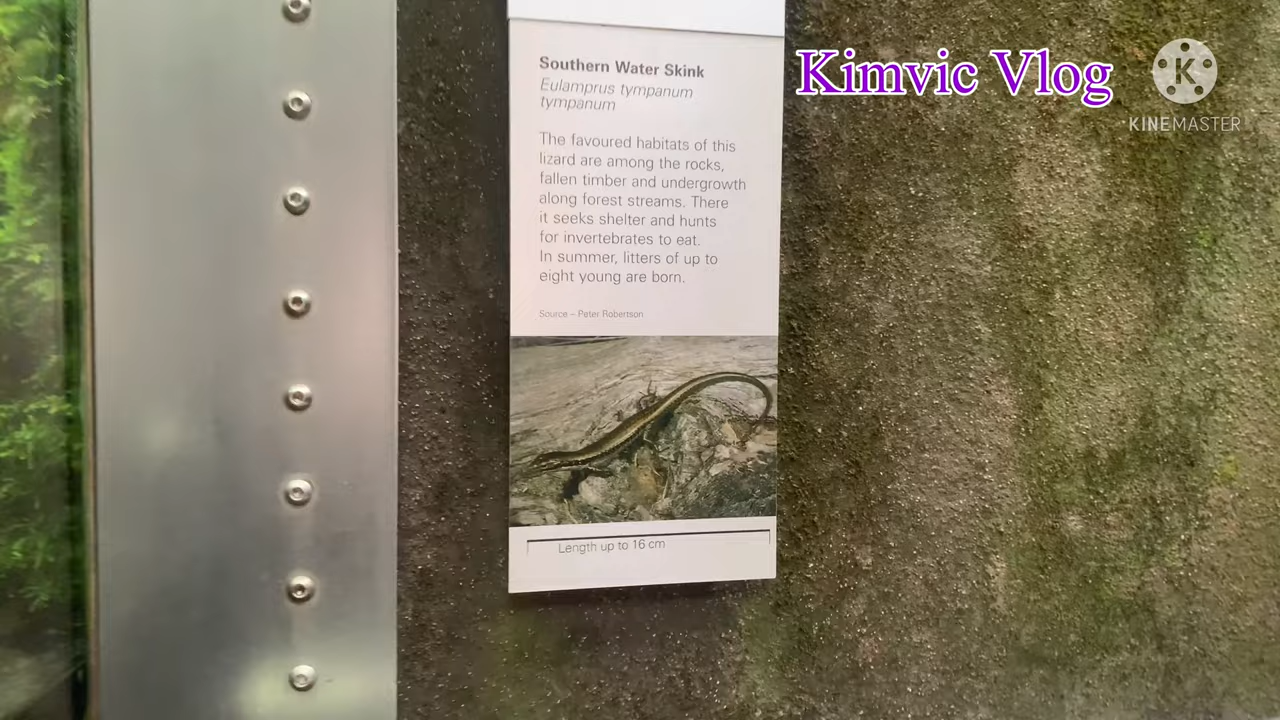 Southern Water Skink
Eulamprus tympanum
tympanum
The favoured habitats of this
lizard are among the rocks,
fallen timber and undergrowth
along forest streams. There
it seeks shelter and hunts
for invertebrates to eat.
In summer, litters of up to
eight young are born.
Source – Peter Robertson
Length up to 16 cm
Kimvic Vlog
K
KINEMASTER